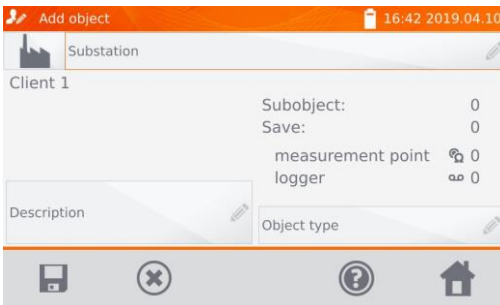 Add object
16:42 2019.04.10
Substation
Client 1
Subobject: 0
Save: 0
measurement point 0
logger 0
Description
Object type